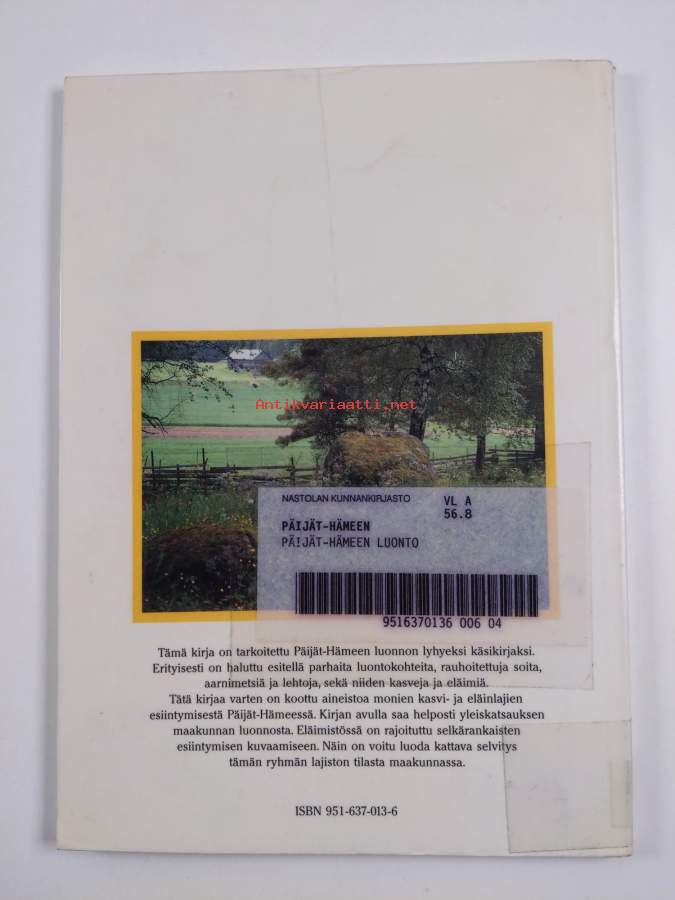 Antikvariaatti.net
NASTOLAN KUNNANKIRJASTO
VL A
56.8
PÄIJÄT-HÄMEEN
PÄIJÄT-HÄMEEN LUONTO
9516370136 006 04
Tämä kirja on tarkoitettu Päijät-Hämeen luonnon lyhyeksi käsikirjaksi.
Erityisesti on haluttu esitellä parhaita luontokohteita, rauhoitettuja soita,
aarnimetsiä ja lehtoja, sekä niiden kasveja ja eläimiä.
Tätä kirjaa varten on koottu aineistoa monien kasvi- ja eläinlajien
esiintymisestä Päijät-Hämeessä. Kirjan avulla saa helposti yleiskatsauksen
maakunnan luonnosta. Eläimistössä on rajoitettu selkärankaisten
esiintymisen kuvaamiseen. Näin on voitu luoda kattava selvitys
tämän ryhmän lajiston tilasta maakunnassa.
ISBN 951-637-013-6